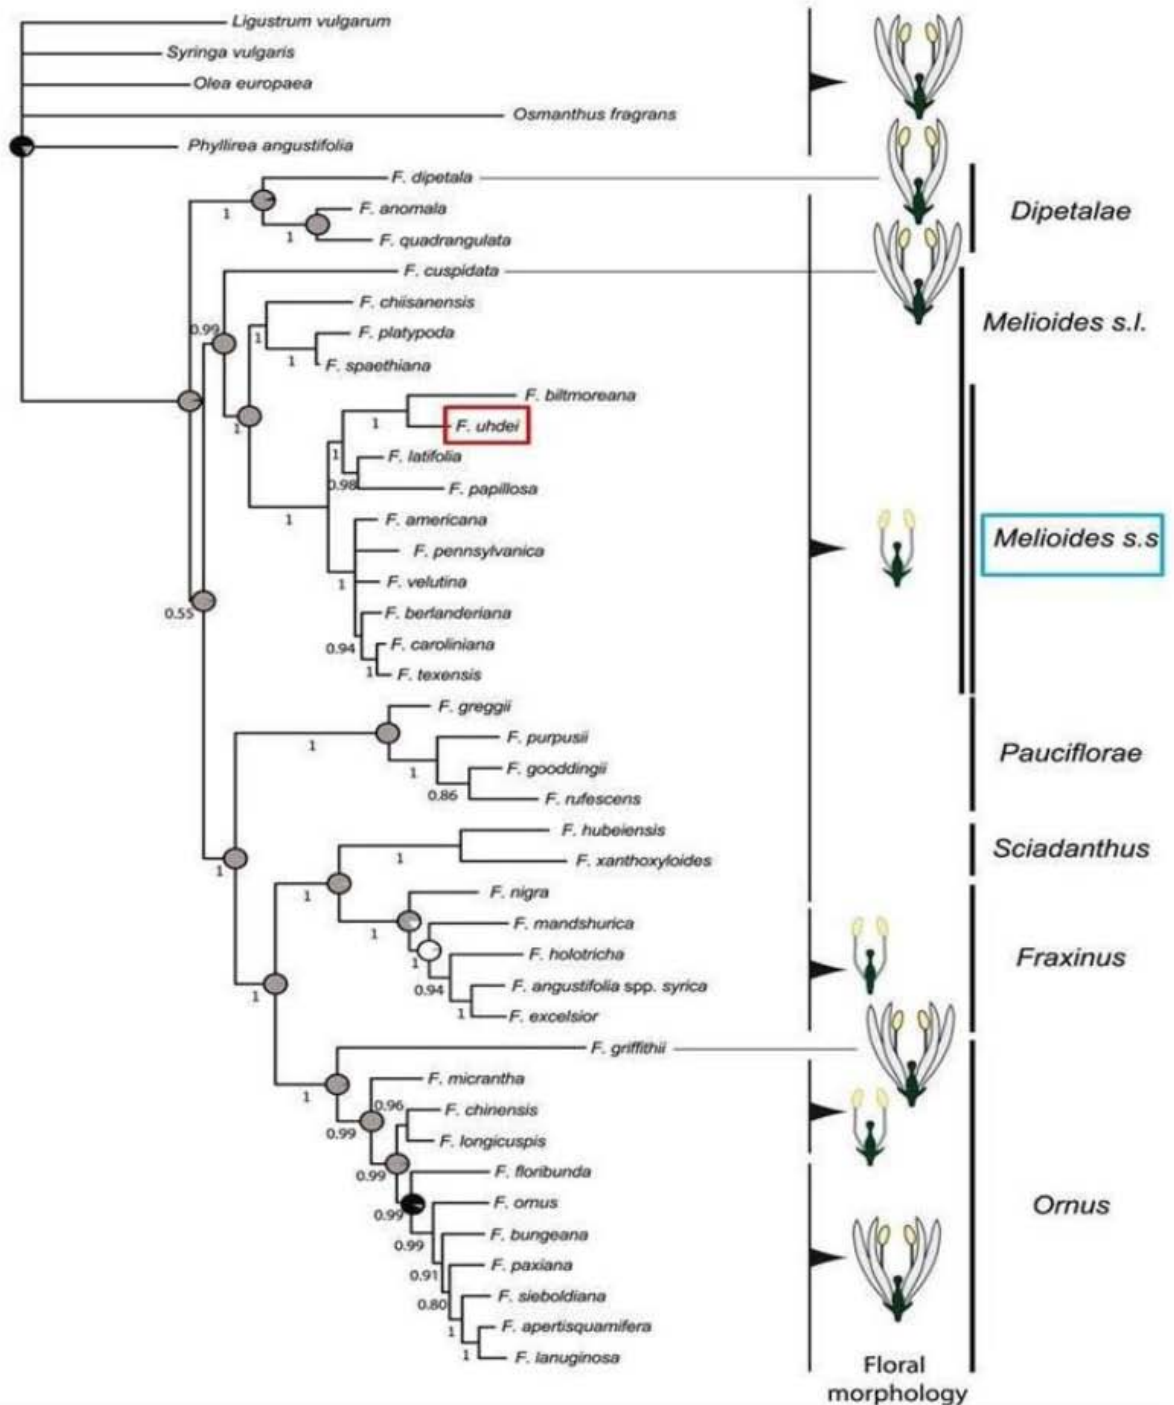 Ligustrum vulgarum
Syringa vulgaris
Olea europaea
Osmanthus fragrans
Phyllirea angustifolia
F. dipetala
1
F. anomala
Dipetalae
1
F. quadrangulata
F. cuspidata
F. chiisanensis
Melioides s.l.
0.99
1
F. platypoda
1
F. spaethiana
F. biltmoreana
1
F. uhdei
1
1
F. latifolia
0.98
F. papillosa
1
F. americana
Melioides s.s
F. pennsylvanica
1
F. velutina
0.55
F. berlanderiana
0.94
F. caroliniana
1
F. texensis
F. greggii
1
F. purpusii
Pauciflorae
1
F. gooddingii
0.86
F. rufescens
F. hubeiensis
1
F. xanthoxyloides
Sciadanthus
1
1
F. nigra
1
F. mandshurica
1
F. holotricha
Fraxinus
0.94
F. angustifolia spp. syrica
1
1
F. excelsior
F. griffithii
1
F. micrantha
0.96
F. chinensis
0.99
F. longicuspis
0.99
F. floribunda
0.99
F. ornus
Ornus
0.99
F. bungeana
0.91
F. paxiana
0.80
F. sieboldiana
1
F. apertisquamifera
1
F. lanuginosa
Floral
morphology